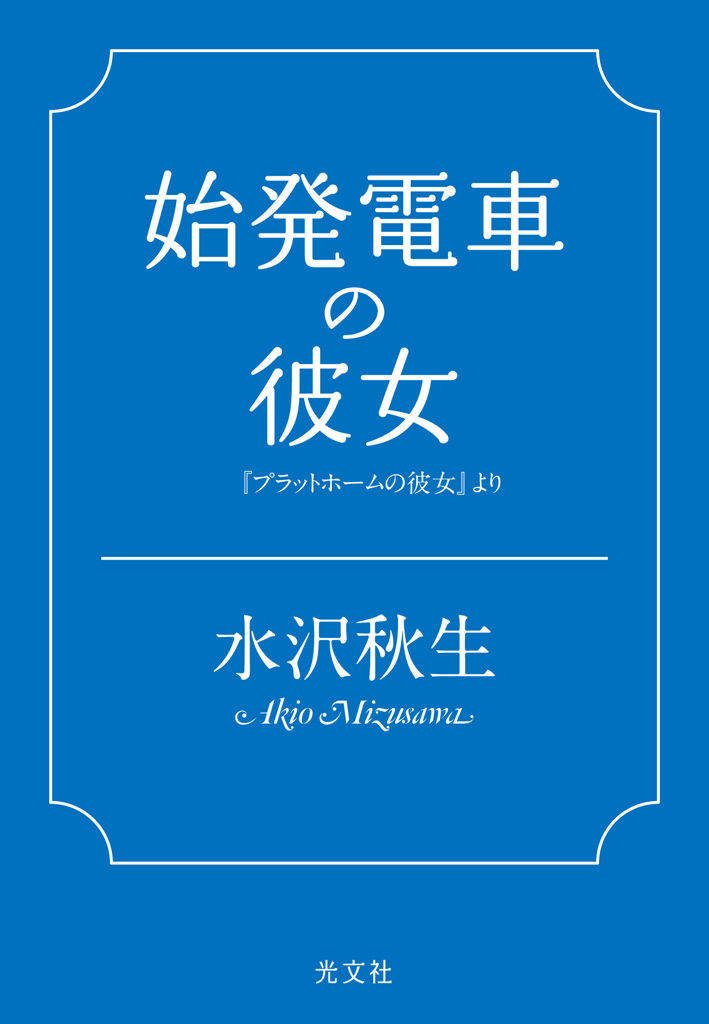 始発電車
の
彼女
『プラットホームの彼女』より
水沢秋生
Akio Mizusawa
光文社